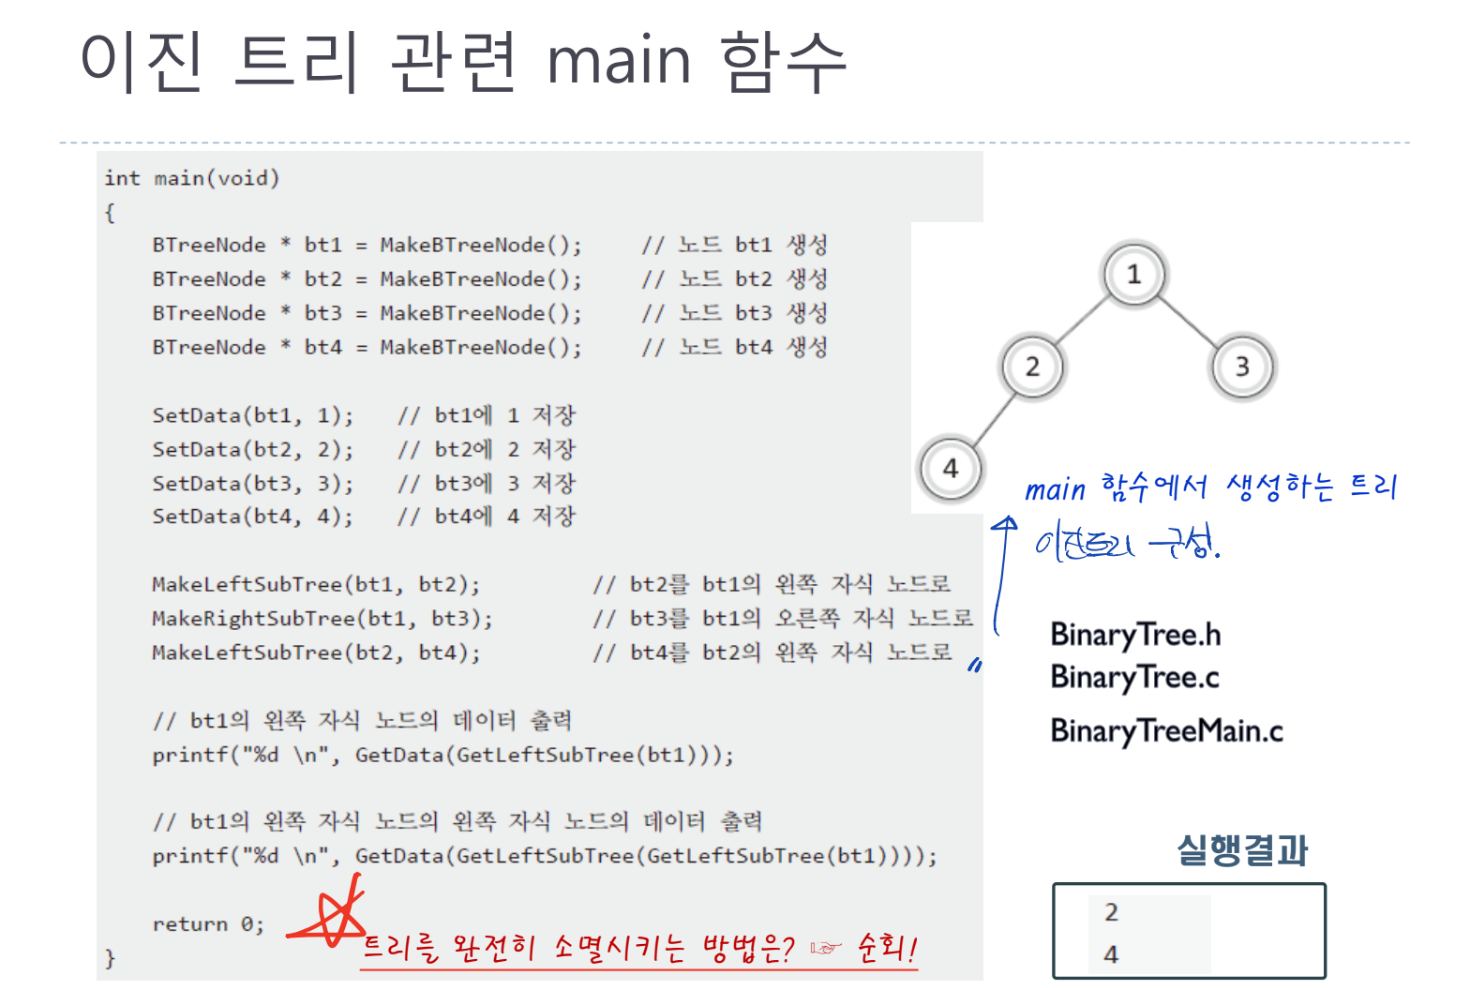 이진 트리 관련 main 함수
int main(void)
{
BTreeNode * bt1 = MakeBTreeNode(); // 노드 bt1 생성
BTreeNode * bt2 = MakeBTreeNode(); // 노드 bt2 생성
BTreeNode * bt3 = MakeBTreeNode(); // 노드 bt3 생성
BTreeNode * bt4 = MakeBTreeNode(); // 노드 bt4 생성
SetData(bt1, 1); // bt1에 1 저장
SetData(bt2, 2); // bt2에 2 저장
SetData(bt3, 3); // bt3에 3 저장
SetData(bt4, 4); // bt4에 4 저장
MakeLeftSubTree(bt1, bt2); // bt2를 bt1의 왼쪽 자식 노드로
MakeRightSubTree(bt1, bt3); // bt3를 bt1의 오른쪽 자식 노드로
MakeLeftSubTree(bt2, bt4); // bt4를 bt2의 왼쪽 자식 노드로
// bt1의 왼쪽 자식 노드의 데이터 출력
printf("%d \n", GetData(GetLeftSubTree(bt1)));
// bt1의 왼쪽 자식 노드의 왼쪽 자식 노드의 데이터 출력
printf("%d \n", GetData(GetLeftSubTree(GetLeftSubTree(bt1))));
return 0;
}
트리를 완전히 소멸시키는 방법은? ☞ 순회!
1
2
3
4
main 함수에서 생성하는 트리
이진트리 구성.
BinaryTree.h
BinaryTree.c
BinaryTreeMain.c
실행결과
2
4